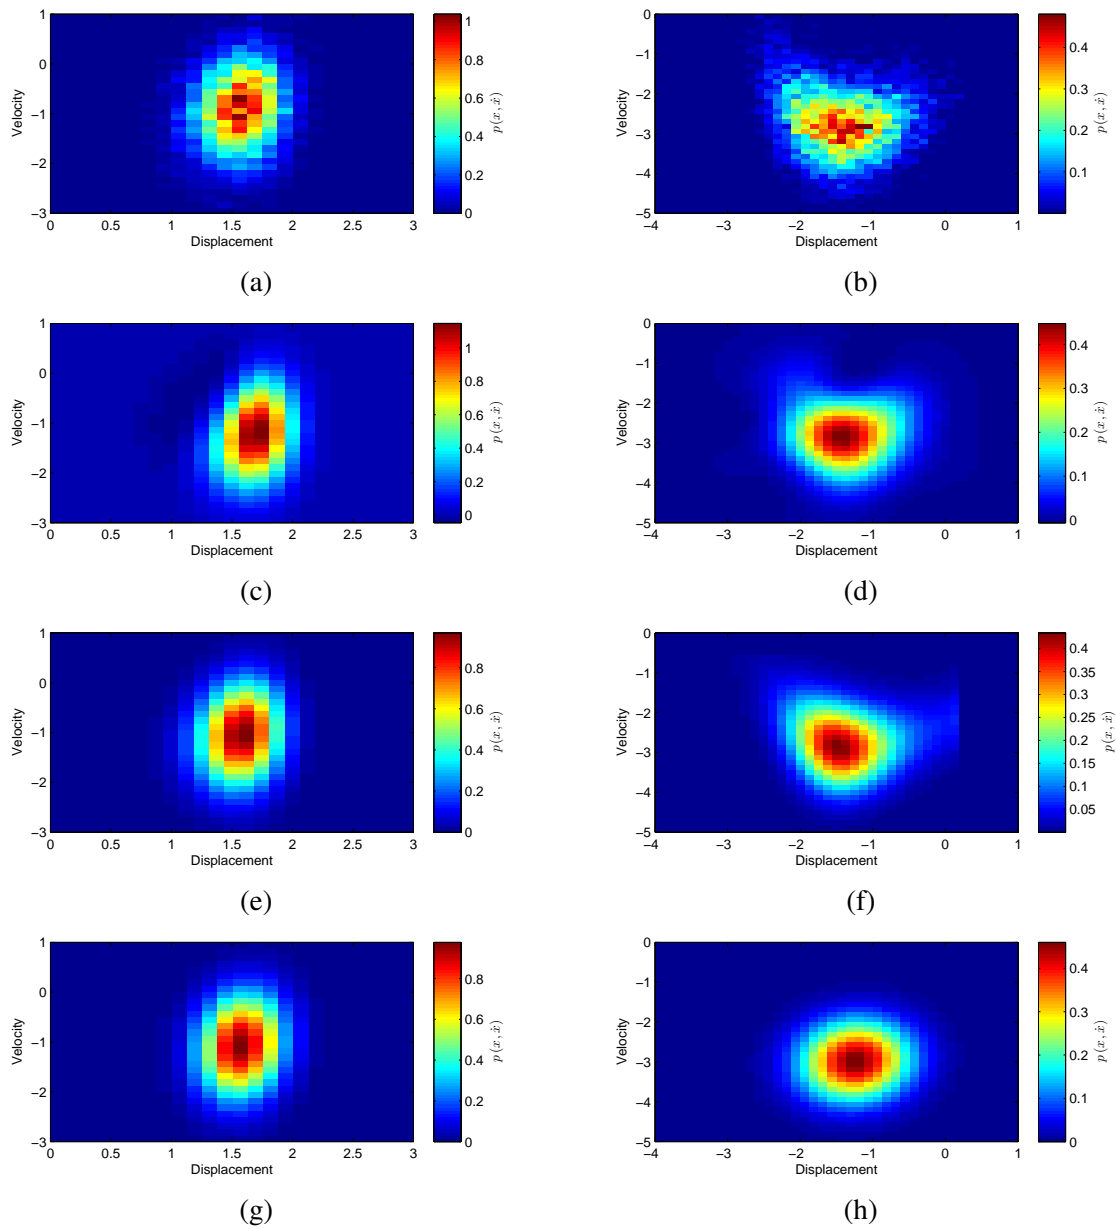 1
0
−1
−2
−3
Velocity
0 0.5 1 1.5 2 2.5 3
Displacement
1
0.8
0.6
0.4
0.2
0
p(x, ẋ)
(a)
0
−1
−2
−3
−4
−5
Velocity
−4 −3 −2 −1 0 1
Displacement
0.4
0.3
0.2
0.1
p(x, ẋ)
(b)
1
0
−1
−2
−3
Velocity
0 0.5 1 1.5 2 2.5 3
Displacement
1
0.8
0.6
0.4
0.2
0
p(x, ẋ)
(c)
0
−1
−2
−3
−4
−5
Velocity
−4 −3 −2 −1 0 1
Displacement
0.4
0.3
0.2
0.1
0
p(x, ẋ)
(d)
1
0
−1
−2
−3
Velocity
0 0.5 1 1.5 2 2.5 3
Displacement
0.8
0.6
0.4
0.2
0
p(x, ẋ)
(e)
0
−1
−2
−3
−4
−5
Velocity
−4 −3 −2 −1 0 1
Displacement
0.4
0.35
0.3
0.25
0.2
0.15
0.1
0.05
p(x, ẋ)
(f)
1
0
−1
−2
−3
Velocity
0 0.5 1 1.5 2 2.5 3
Displacement
0.8
0.6
0.4
0.2
0
p(x, ẋ)
(g)
0
−1
−2
−3
−4
−5
Velocity
−4 −3 −2 −1 0 1
Displacement
0.4
0.3
0.2
0.1
0
p(x, ẋ)
(h)